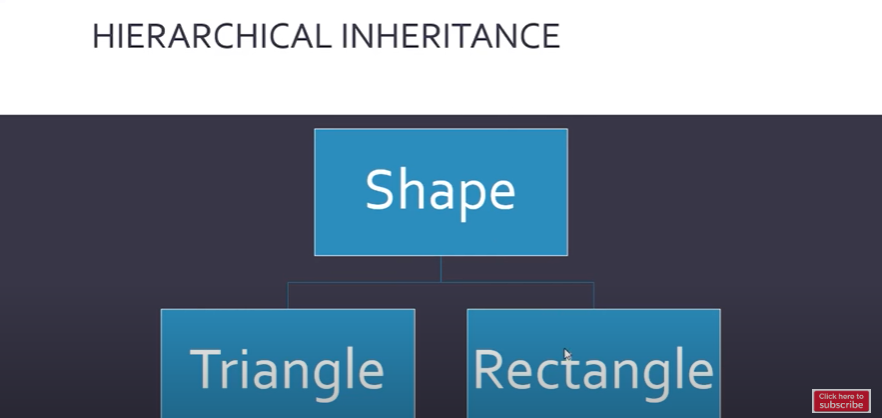 HIERARCHICAL INHERITANCE
Shape
Triangle
Rectangle
Click here to
subscribe